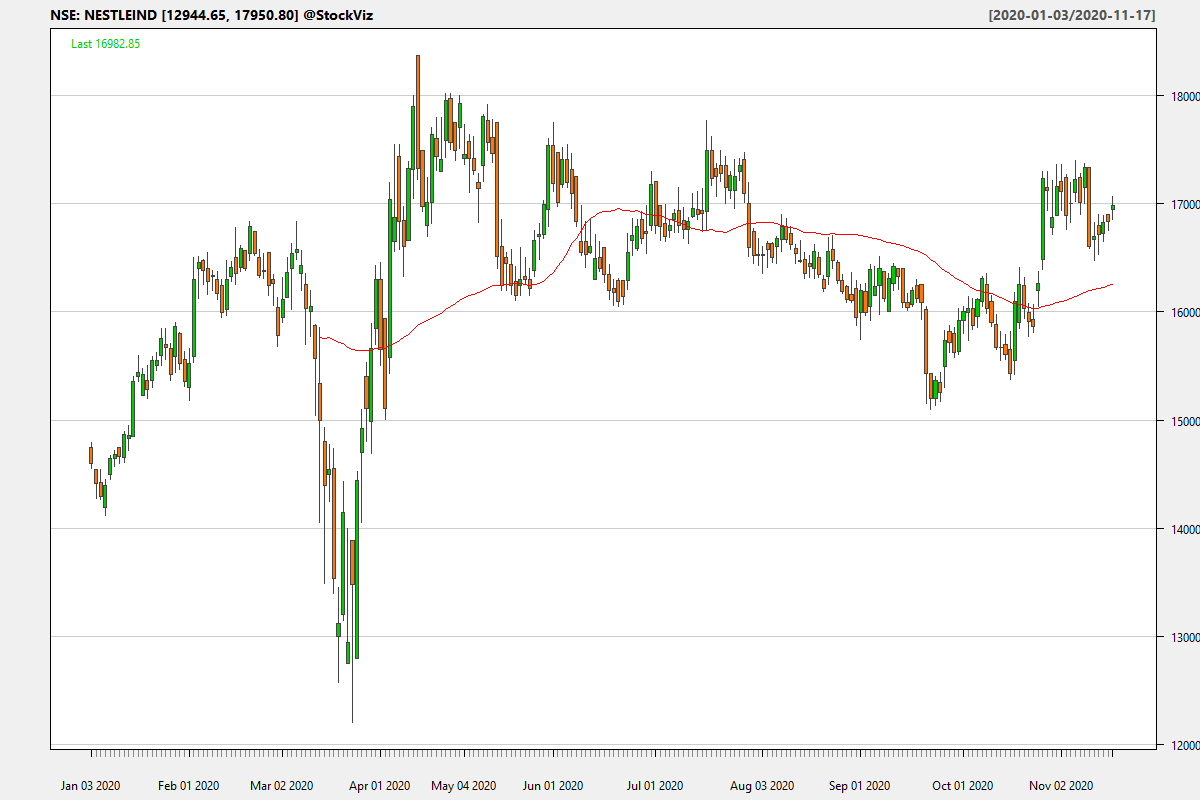 NSE: NESTLEIND [12944.65, 17950.80] @StockViz
[2020-01-03/2020-11-17]
Last 16982.85
18000
17000
16000
15000
14000
13000
12000
Jan 03 2020 Feb 01 2020 Mar 02 2020 Apr 01 2020 May 04 2020 Jun 01 2020 Jul 01 2020 Aug 03 2020 Sep 01 2020 Oct 01 2020 Nov 02 2020